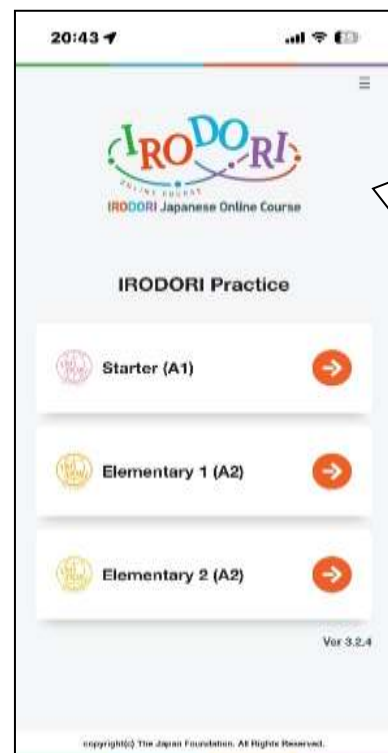 20:43
IRODORI
ONLINE COURSE
IRODORI Japanese Online Course
IRODORI Practice
Starter (A1)
Elementary 1 (A2)
Elementary 2 (A2)
Ver 3.2.4
copyright(c) The Japan Foundation. All Rights Reserved.